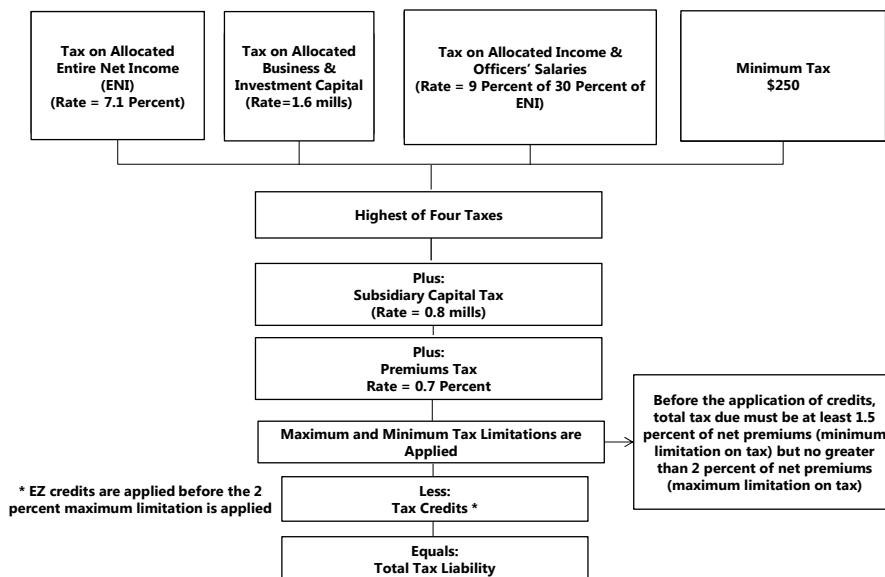 Tax on Allocated
Entire Net Income
(ENI)
(Rate = 7.1 Percent)
Tax on Allocated
Business &
Investment Capital
(Rate=1.6 mills)
Tax on Allocated Income &
Officers’ Salaries
(Rate = 9 Percent of 30 Percent of
ENI)
Minimum Tax
$250
Highest of Four Taxes
Plus:
Subsidiary Capital Tax
(Rate = 0.8 mills)
Plus:
Premiums Tax
Rate = 0.7 Percent
Maximum and Minimum Tax Limitations are
Applied
Before the application of credits,
total tax due must be at least 1.5
percent of net premiums (minimum
limitation on tax) but no greater
than 2 percent of net premiums
(maximum limitation on tax)
* EZ credits are applied before the 2
percent maximum limitation is applied
Less:
Tax Credits *
Equals:
Total Tax Liability